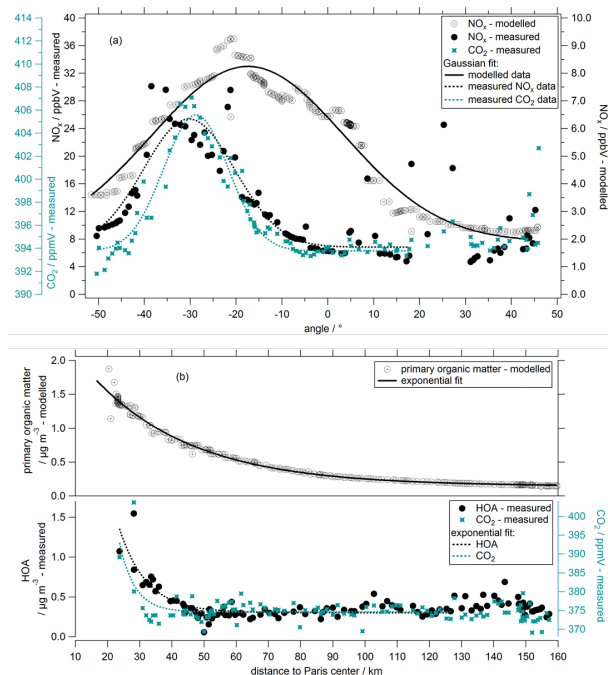 (a)
NOx - modelled
NOx - measured
CO2 - measured
Gaussian fit:
modelled data
measured NOx data
measured CO2 data
CO2 / ppmV - measured
414
412
410
408
406
404
402
400
398
396
394
392
390
NOx / ppbV - measured
40
36
32
28
24
20
16
12
8
4
0
NOx / ppbV - modelled
10.0
9.0
8.0
7.0
6.0
5.0
4.0
3.0
2.0
1.0
0.0
-50 -40 -30 -20 -10 0 10 20 30 40 50
angle / °
(b)
primary organic matter - modelled
exponential fit
primary organic matter / µg m-3 - modelled
2.0
1.5
1.0
0.5
0.0
HOA - measured
CO2 - measured
exponential fit:
HOA
CO2
HOA / µg m-3 - measured
1.5
1.0
0.5
0.0
CO2 / ppmV - measured
400
395
390
385
380
375
370
10 20 30 40 50 60 70 80 90 100 110 120 130 140 150 160
distance to Paris center / km